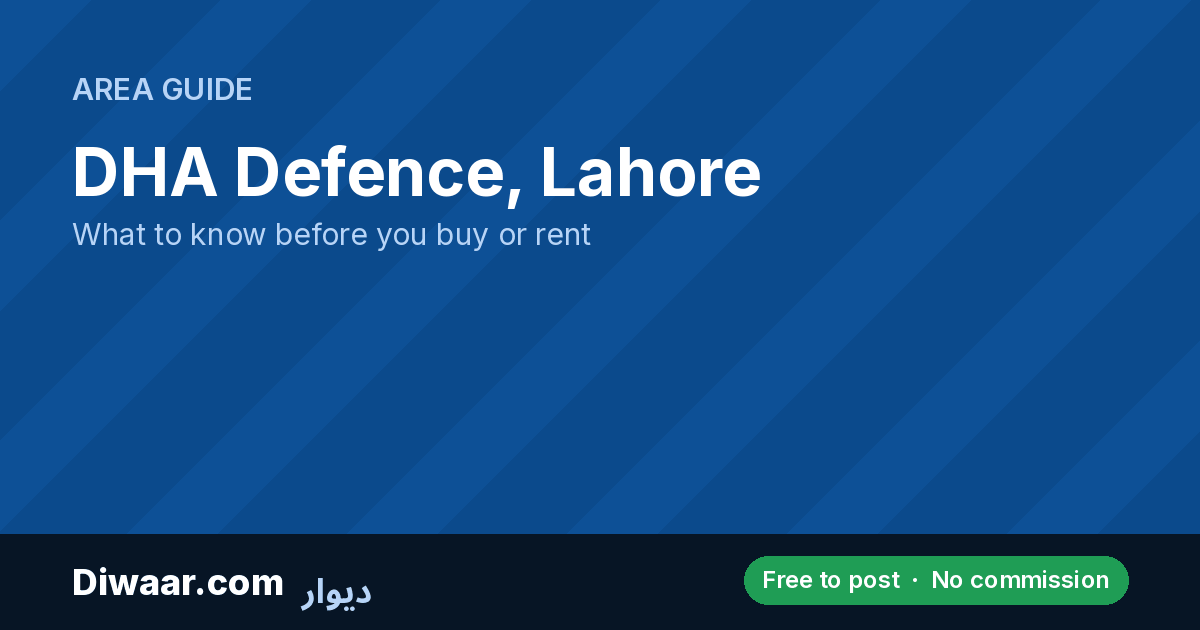 AREA GUIDE
DHA Defence, Lahore
What to know before you buy or rent
Diwaar.com دیوار
Free to post · No commission